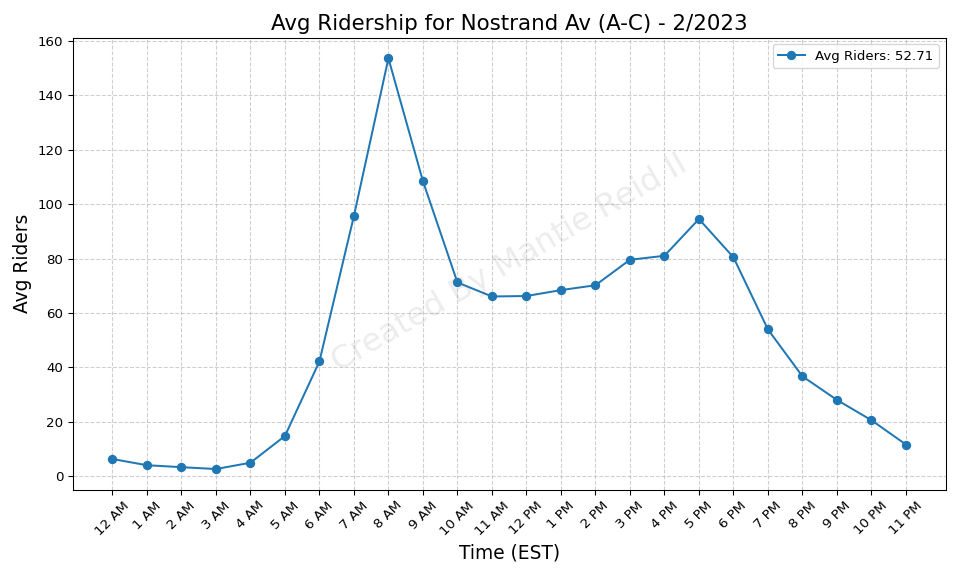 Avg Ridership for Nostrand Av (A-C) - 2/2023
Avg Riders: 52.71
160
140
120
100
80
60
40
20
0
Avg Riders
Created By Mantie Reid II
12 AM
1 AM
2 AM
3 AM
4 AM
5 AM
6 AM
7 AM
8 AM
9 AM
10 AM
11 AM
12 PM
1 PM
2 PM
3 PM
4 PM
5 PM
6 PM
7 PM
8 PM
9 PM
10 PM
11 PM
Time (EST)